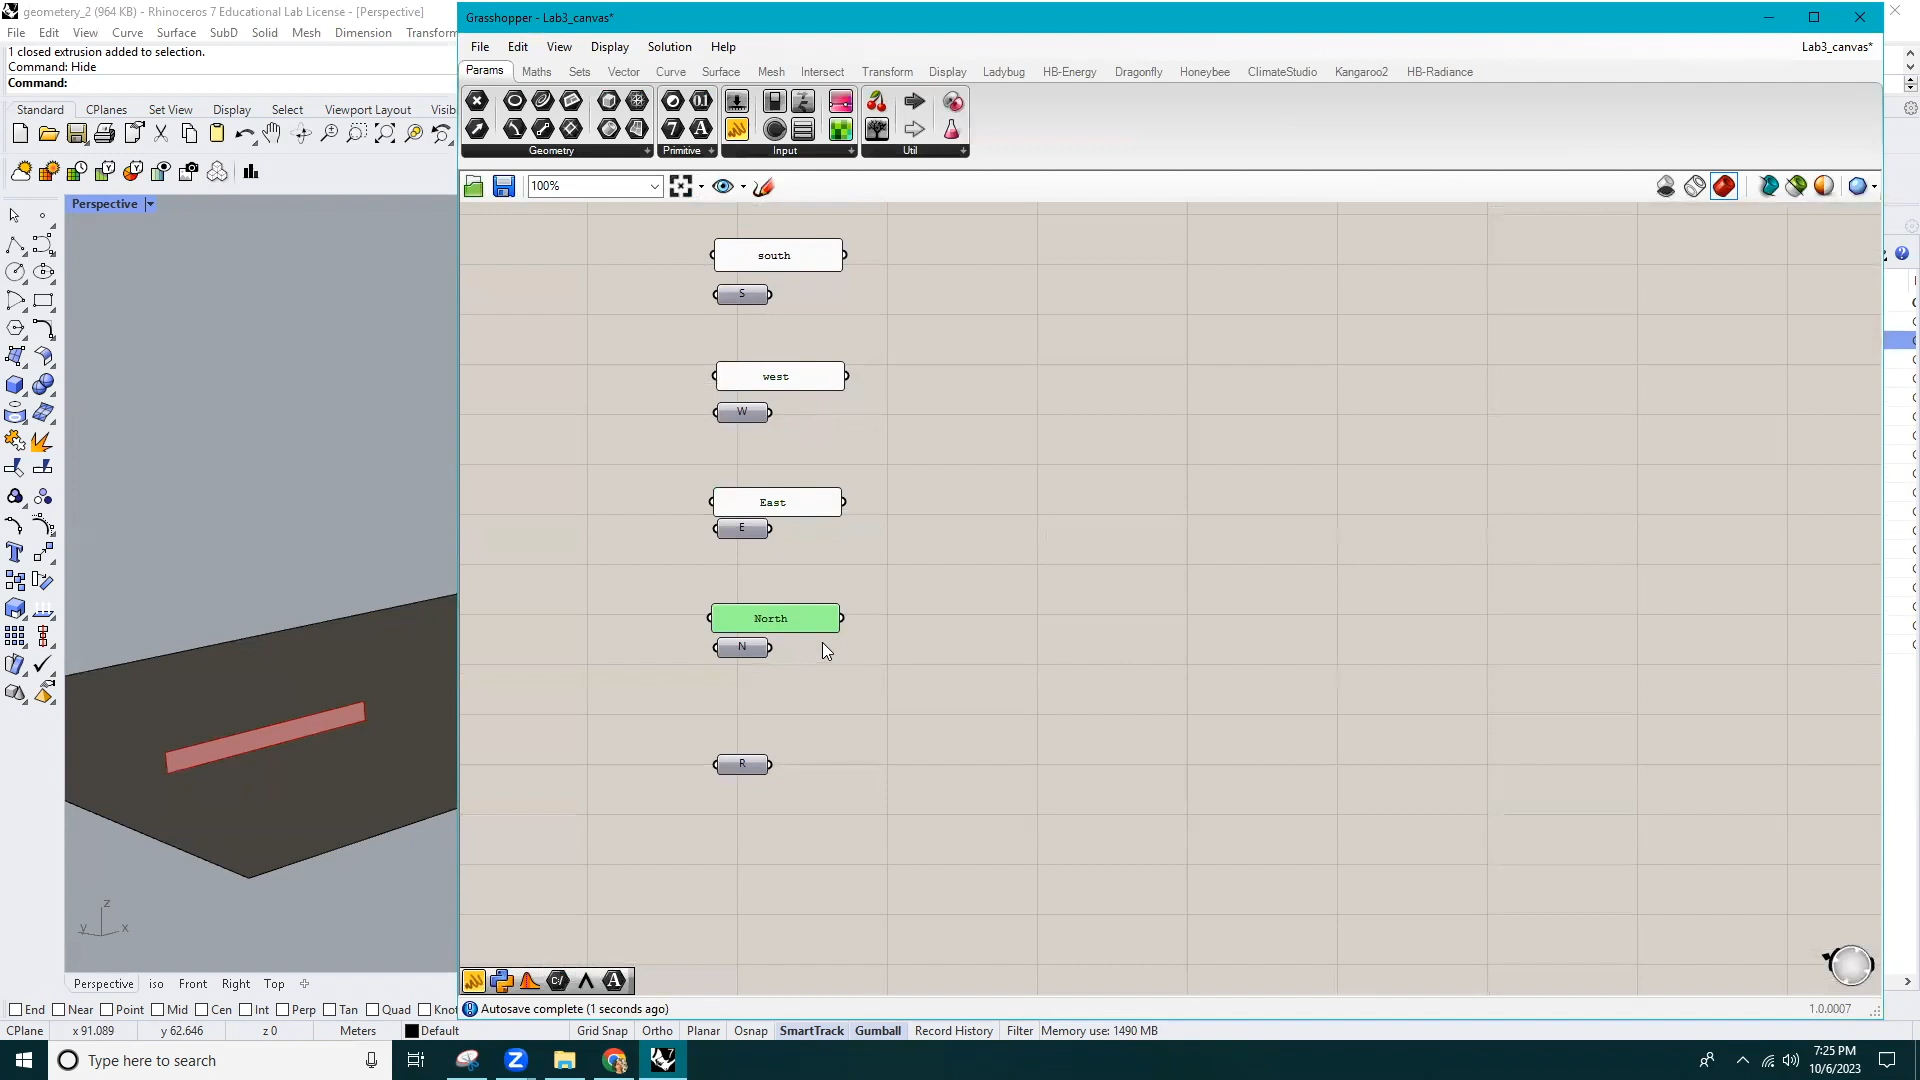 geometery_2 (964 KB) - Rhinoceros 7 Educational Lab License - [Perspective]
File Edit View Curve Surface SubD Solid Mesh Dimension Transform
1 closed extrusion added to selection.
Command: Hide
Command:
Standard CPlanes Set View Display Select Viewport Layout Visib
Perspective
Grasshopper - Lab3_canvas*
File Edit View Display Solution Help
Lab3_canvas*
Params Maths Sets Vector Curve Surface Mesh Intersect Transform Display Ladybug HB-Energy Dragonfly Honeybee ClimateStudio Kangaroo2 HB-Radiance
Geometry Primitive Input Util
100%
south
S
west
W
East
E
North
N
R
z
y x
Perspective iso Front Right Top
Autosave complete (1 seconds ago)
1.0.0007
End Near Point Mid Cen Int Perp Tan Quad Knot
CPlane x 91.089 y 62.646 z 0 Meters Default Grid Snap Ortho Planar Osnap SmartTrack Gumball Record History Filter Memory use: 1490 MB
Type here to search
7:25 PM
10/6/2023